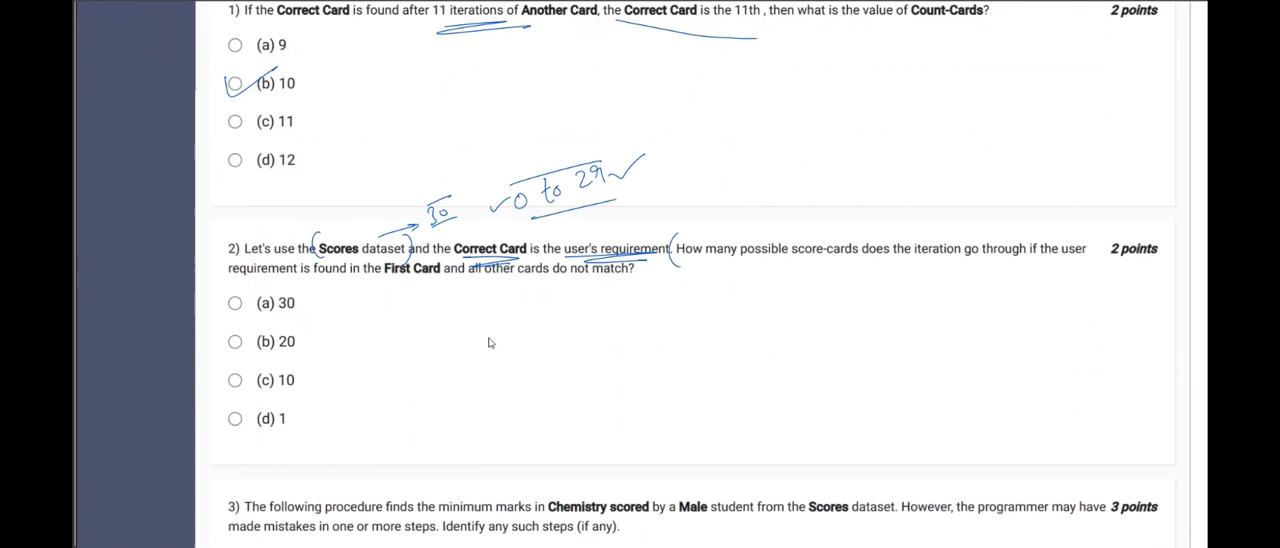 1) If the Correct Card is found after 11 iterations of Another Card, the Correct Card is the 11th , then what is the value of Count-Cards? 2 points
(a) 9
(b) 10
(c) 11
(d) 12
0 to 29
30
2) Let's use the Scores dataset and the Correct Card is the user's requirement. How many possible score-cards does the iteration go through if the user 2 points
requirement is found in the First Card and all other cards do not match?
(a) 30
(b) 20
(c) 10
(d) 1
3) The following procedure finds the minimum marks in Chemistry scored by a Male student from the Scores dataset. However, the programmer may have 3 points
made mistakes in one or more steps. Identify any such steps (if any).